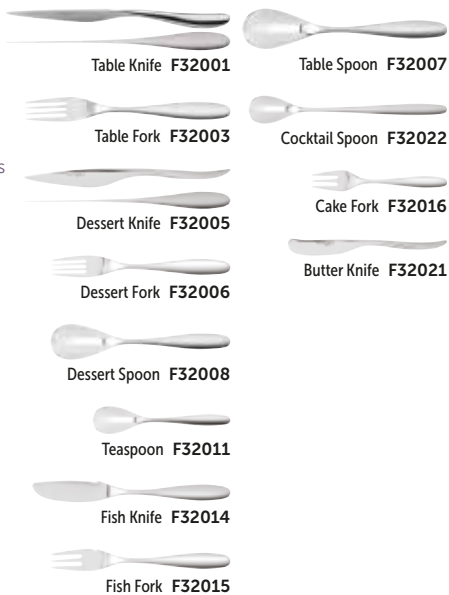 Table Knife F32001
Table Fork F32003
s
Dessert Knife F32005
Dessert Fork F32006
Dessert Spoon F32008
Teaspoon F32011
Fish Knife F32014
Fish Fork F32015
Table Spoon F32007
Cocktail Spoon F32022
Cake Fork F32016
Butter Knife F32021